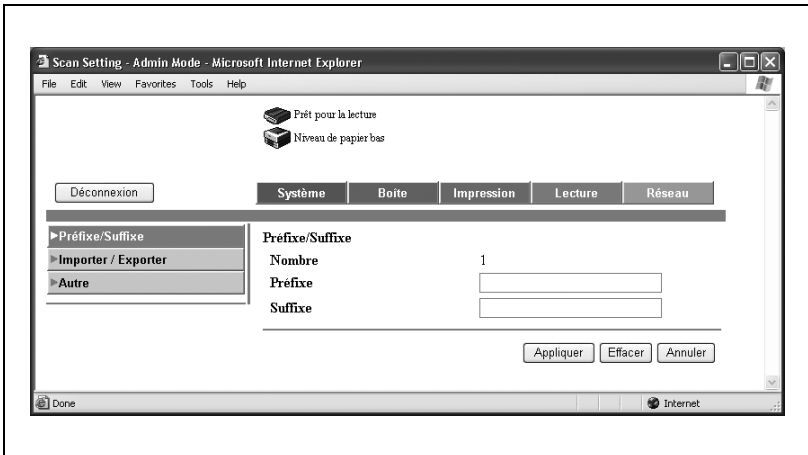 Scan Setting - Admin Mode - Microsoft Internet Explorer
File Edit View Favorites Tools Help
Prêt pour la lecture
Niveau de papier bas
Déconnexion
Système Boîte Impression Lecture Réseau
Préfixe/Suffixe
Importer / Exporter
Autre
Préfixe/Suffixe
Nombre 1
Préfixe
Suffixe
Appliquer Effacer Annuler
Done Internet